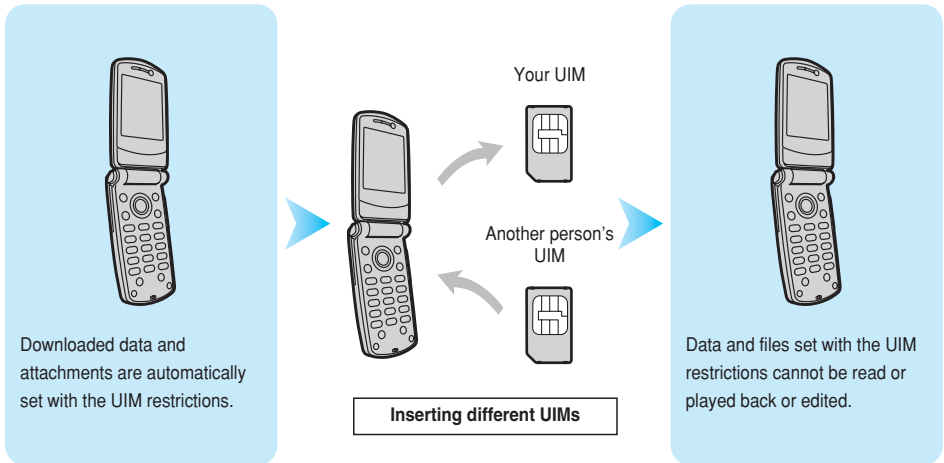 Downloaded data and
attachments are automatically
set with the UIM restrictions.
Your UIM
Another person's
UIM
Inserting different UIMs
Data and files set with the UIM
restrictions cannot be read or
played back or edited.